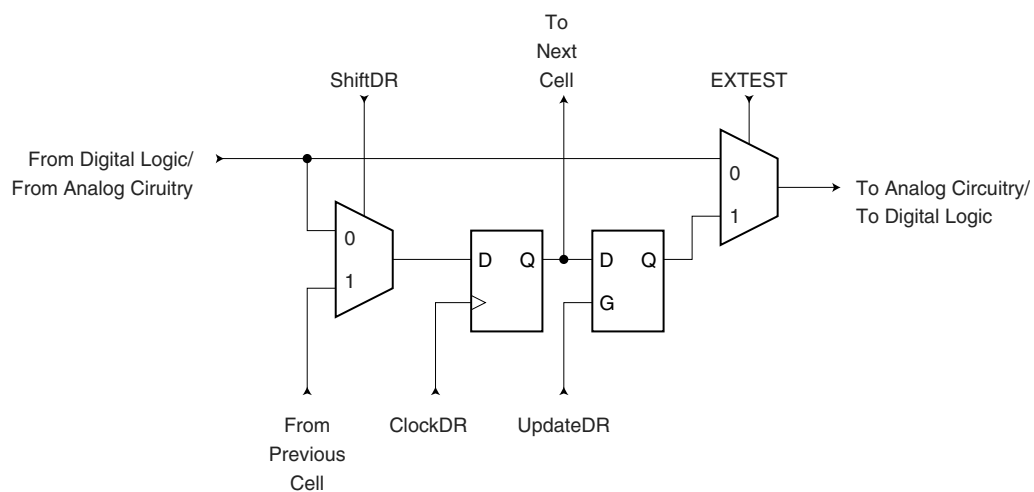 To
Next
Cell
ShiftDR
EXTEST
From Digital Logic/
From Analog Ciruitry
0
1
To Analog Circuitry/
To Digital Logic
0
1
D Q
D Q
G
From
Previous
Cell
ClockDR
UpdateDR